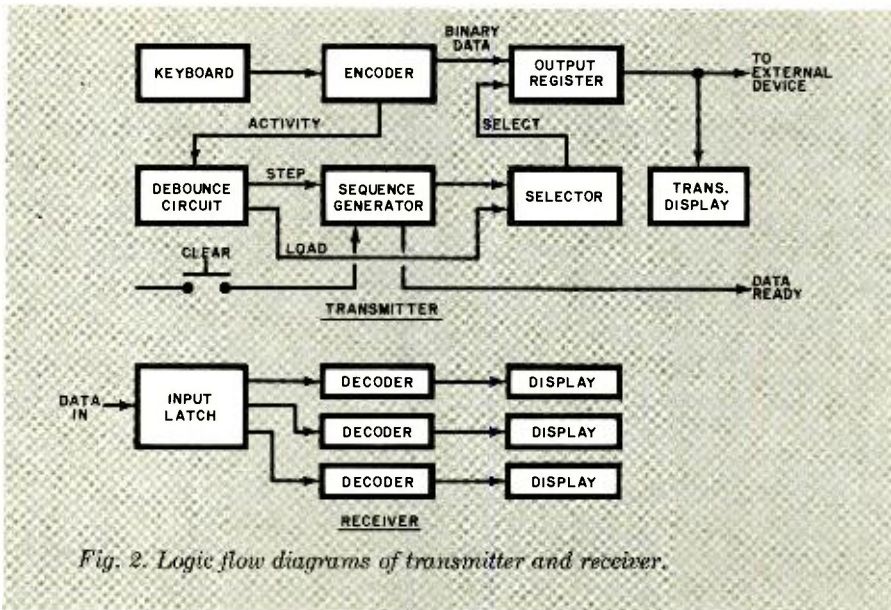 KEYBOARD
ENCODER
BINARY
DATA
OUTPUT
REGISTER
TO
EXTERNAL
DEVICE
ACTIVITY
SELECT
DEBOUNCE
CIRCUIT
STEP
SEQUENCE
GENERATOR
SELECTOR
TRANS.
DISPLAY
LOAD
CLEAR
TRANSMITTER
DATA
READY
DATA
IN
INPUT
LATCH
DECODER
DISPLAY
DECODER
DISPLAY
DECODER
DISPLAY
RECEIVER
Fig. 2. Logic flow diagrams of transmitter and receiver.